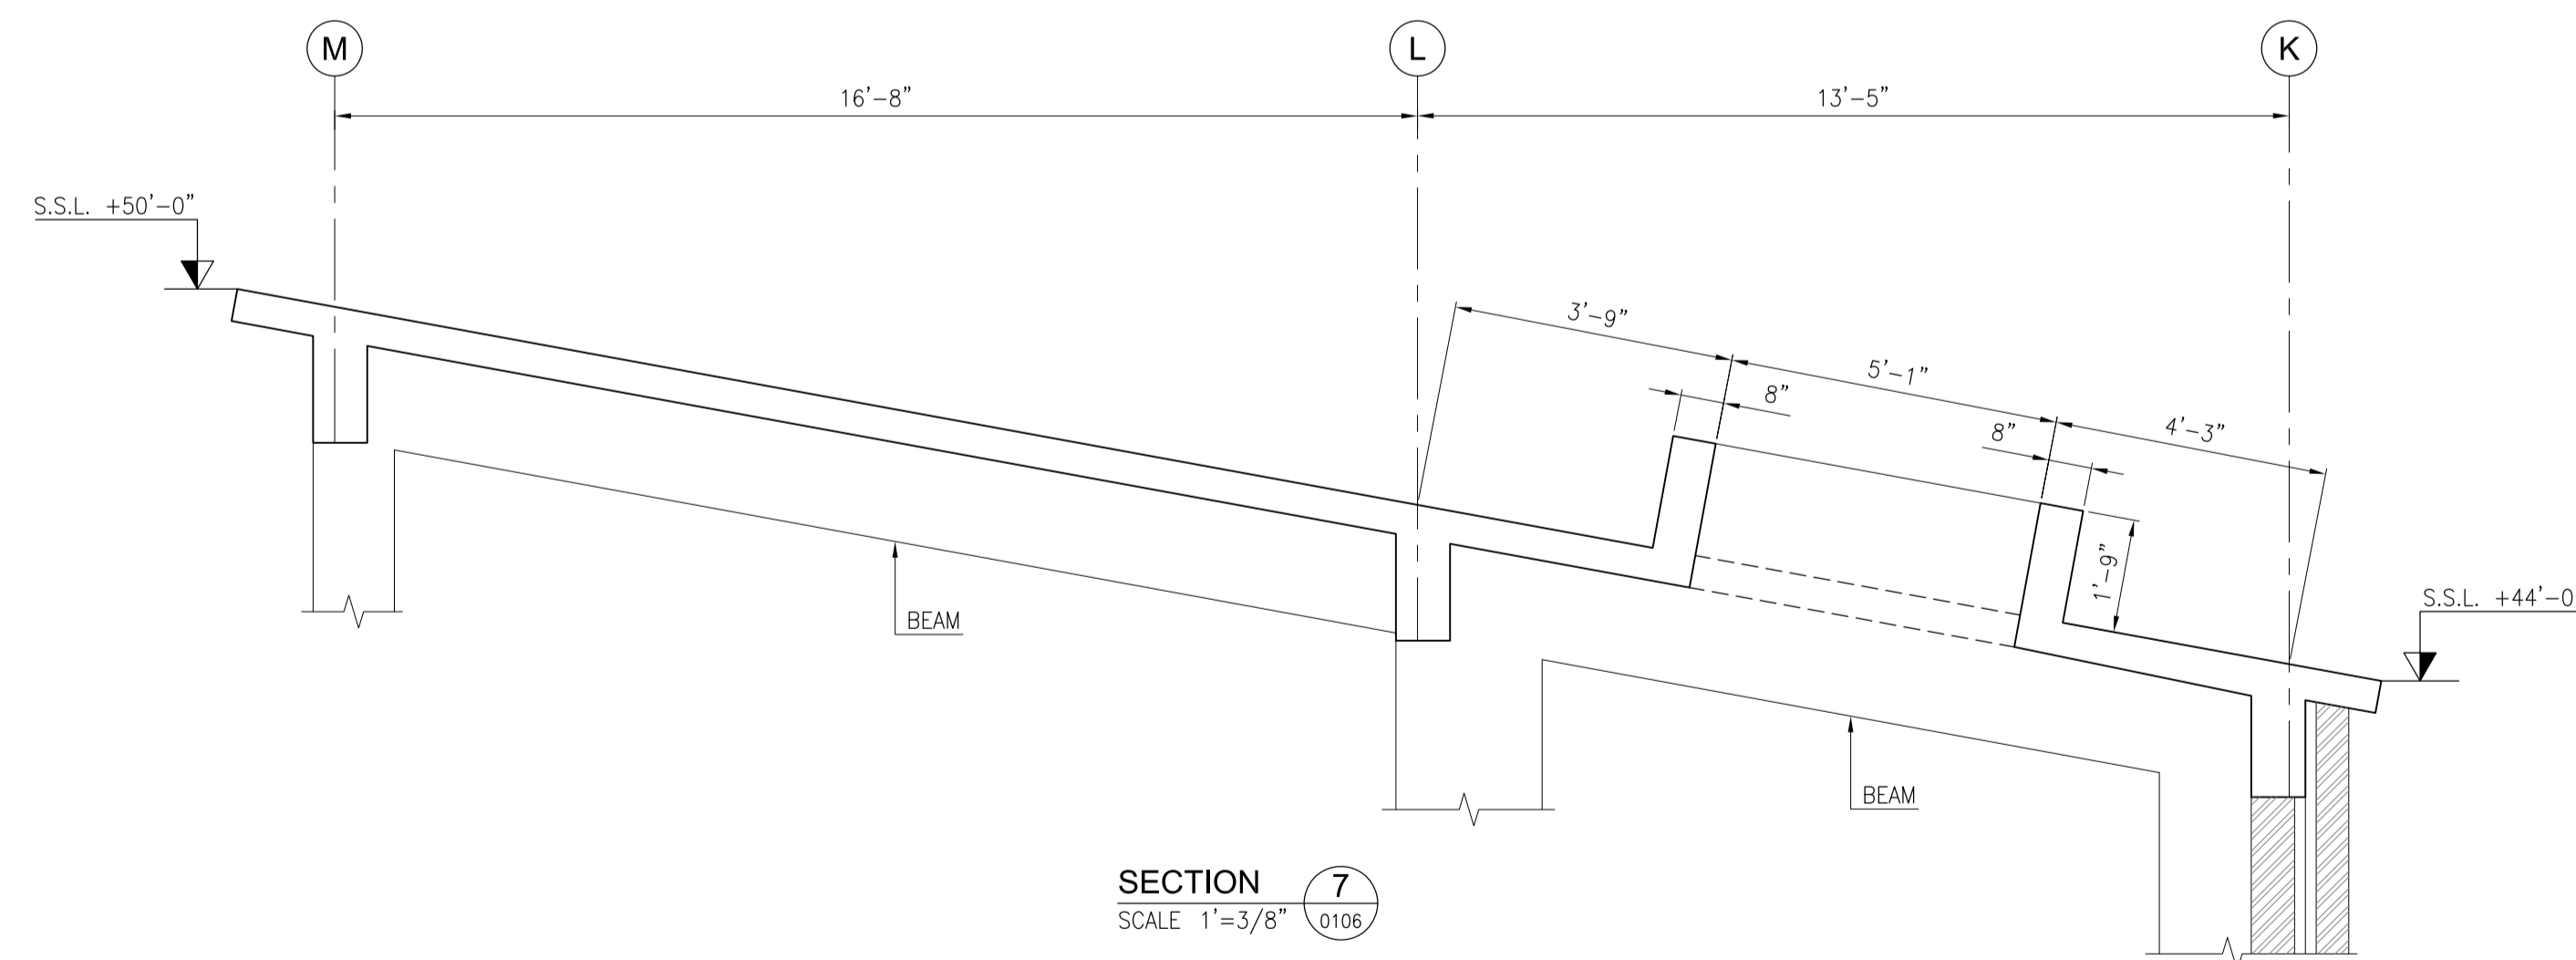 M
L
K
16'-8"
13'-5"
S.S.L. +50'-0"
3'-9"
5'-1"
8"
4'-3"
8"
1'-9"
S.S.L. +44'-0
BEAM
BEAM
SECTION 7
SCALE 1'=3/8" 0106